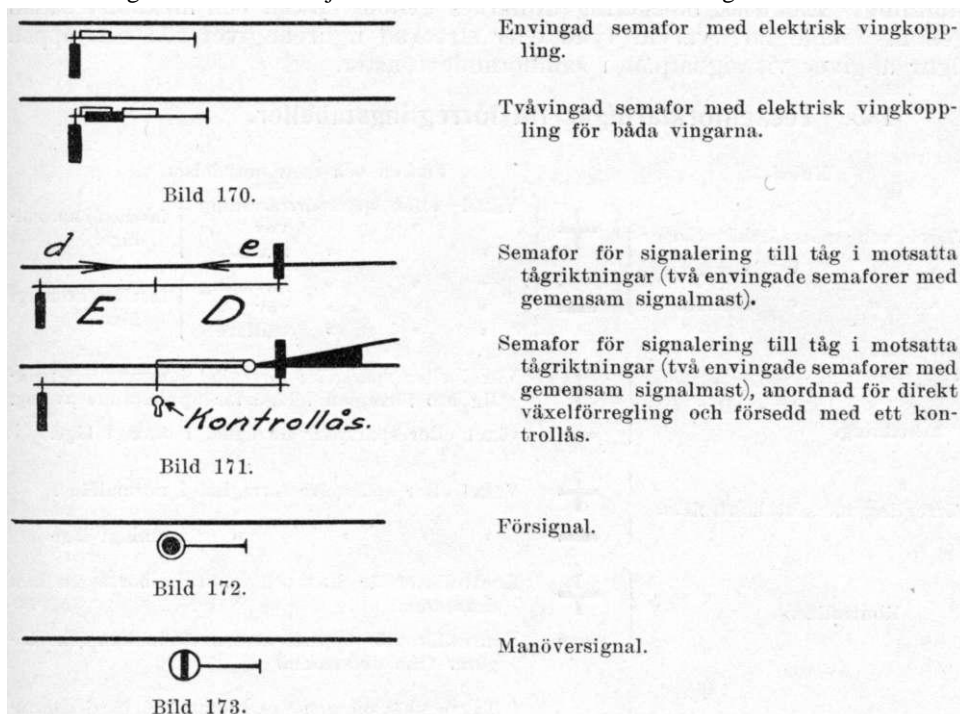 Envingad semafor med elektrisk vingkopp-
ling.
Tvåvingad semafor med elektrisk vingkopp-
ling för båda vingarna.
Bild 170.
d e
E D
Semafor för signalering till tåg i motsatta
tågriktningar (två envingade semaforer med
gemensam signalmast).
Semafor för signalering till tåg i motsatta
tågriktningar (två envingade semaforer med
gemensam signalmast), anordnad för direkt
växelförregling och försedd med ett kon-
trollås.
Kontrollås.
Bild 171.
Försignal.
Bild 172.
Manöversignal.
Bild 173.